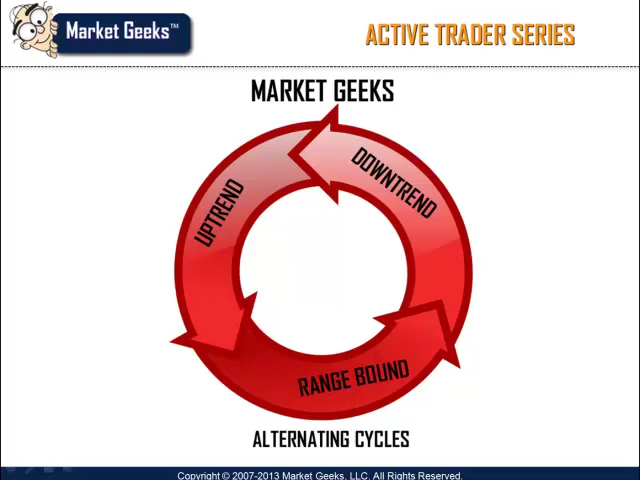 Market Geeks™
ACTIVE TRADER SERIES
MARKET GEEKS
DOWNTREND
UPTREND
RANGE BOUND
ALTERNATING CYCLES
Copyright © 2007-2013 Market Geeks, LLC. All Rights Reserved.